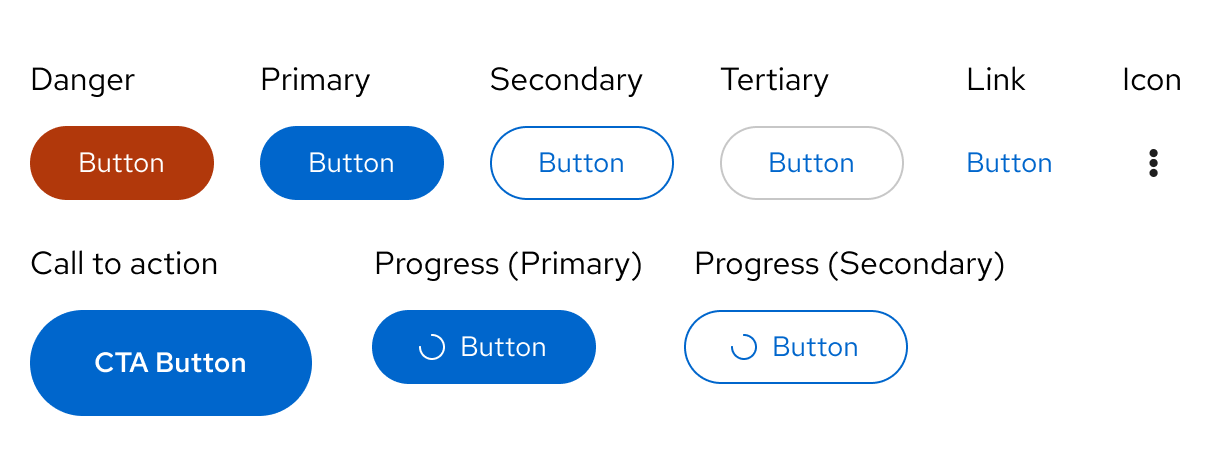 Danger Primary Secondary Tertiary Link Icon
Button Button Button Button Button
Call to action Progress (Primary) Progress (Secondary)
CTA Button Button Button